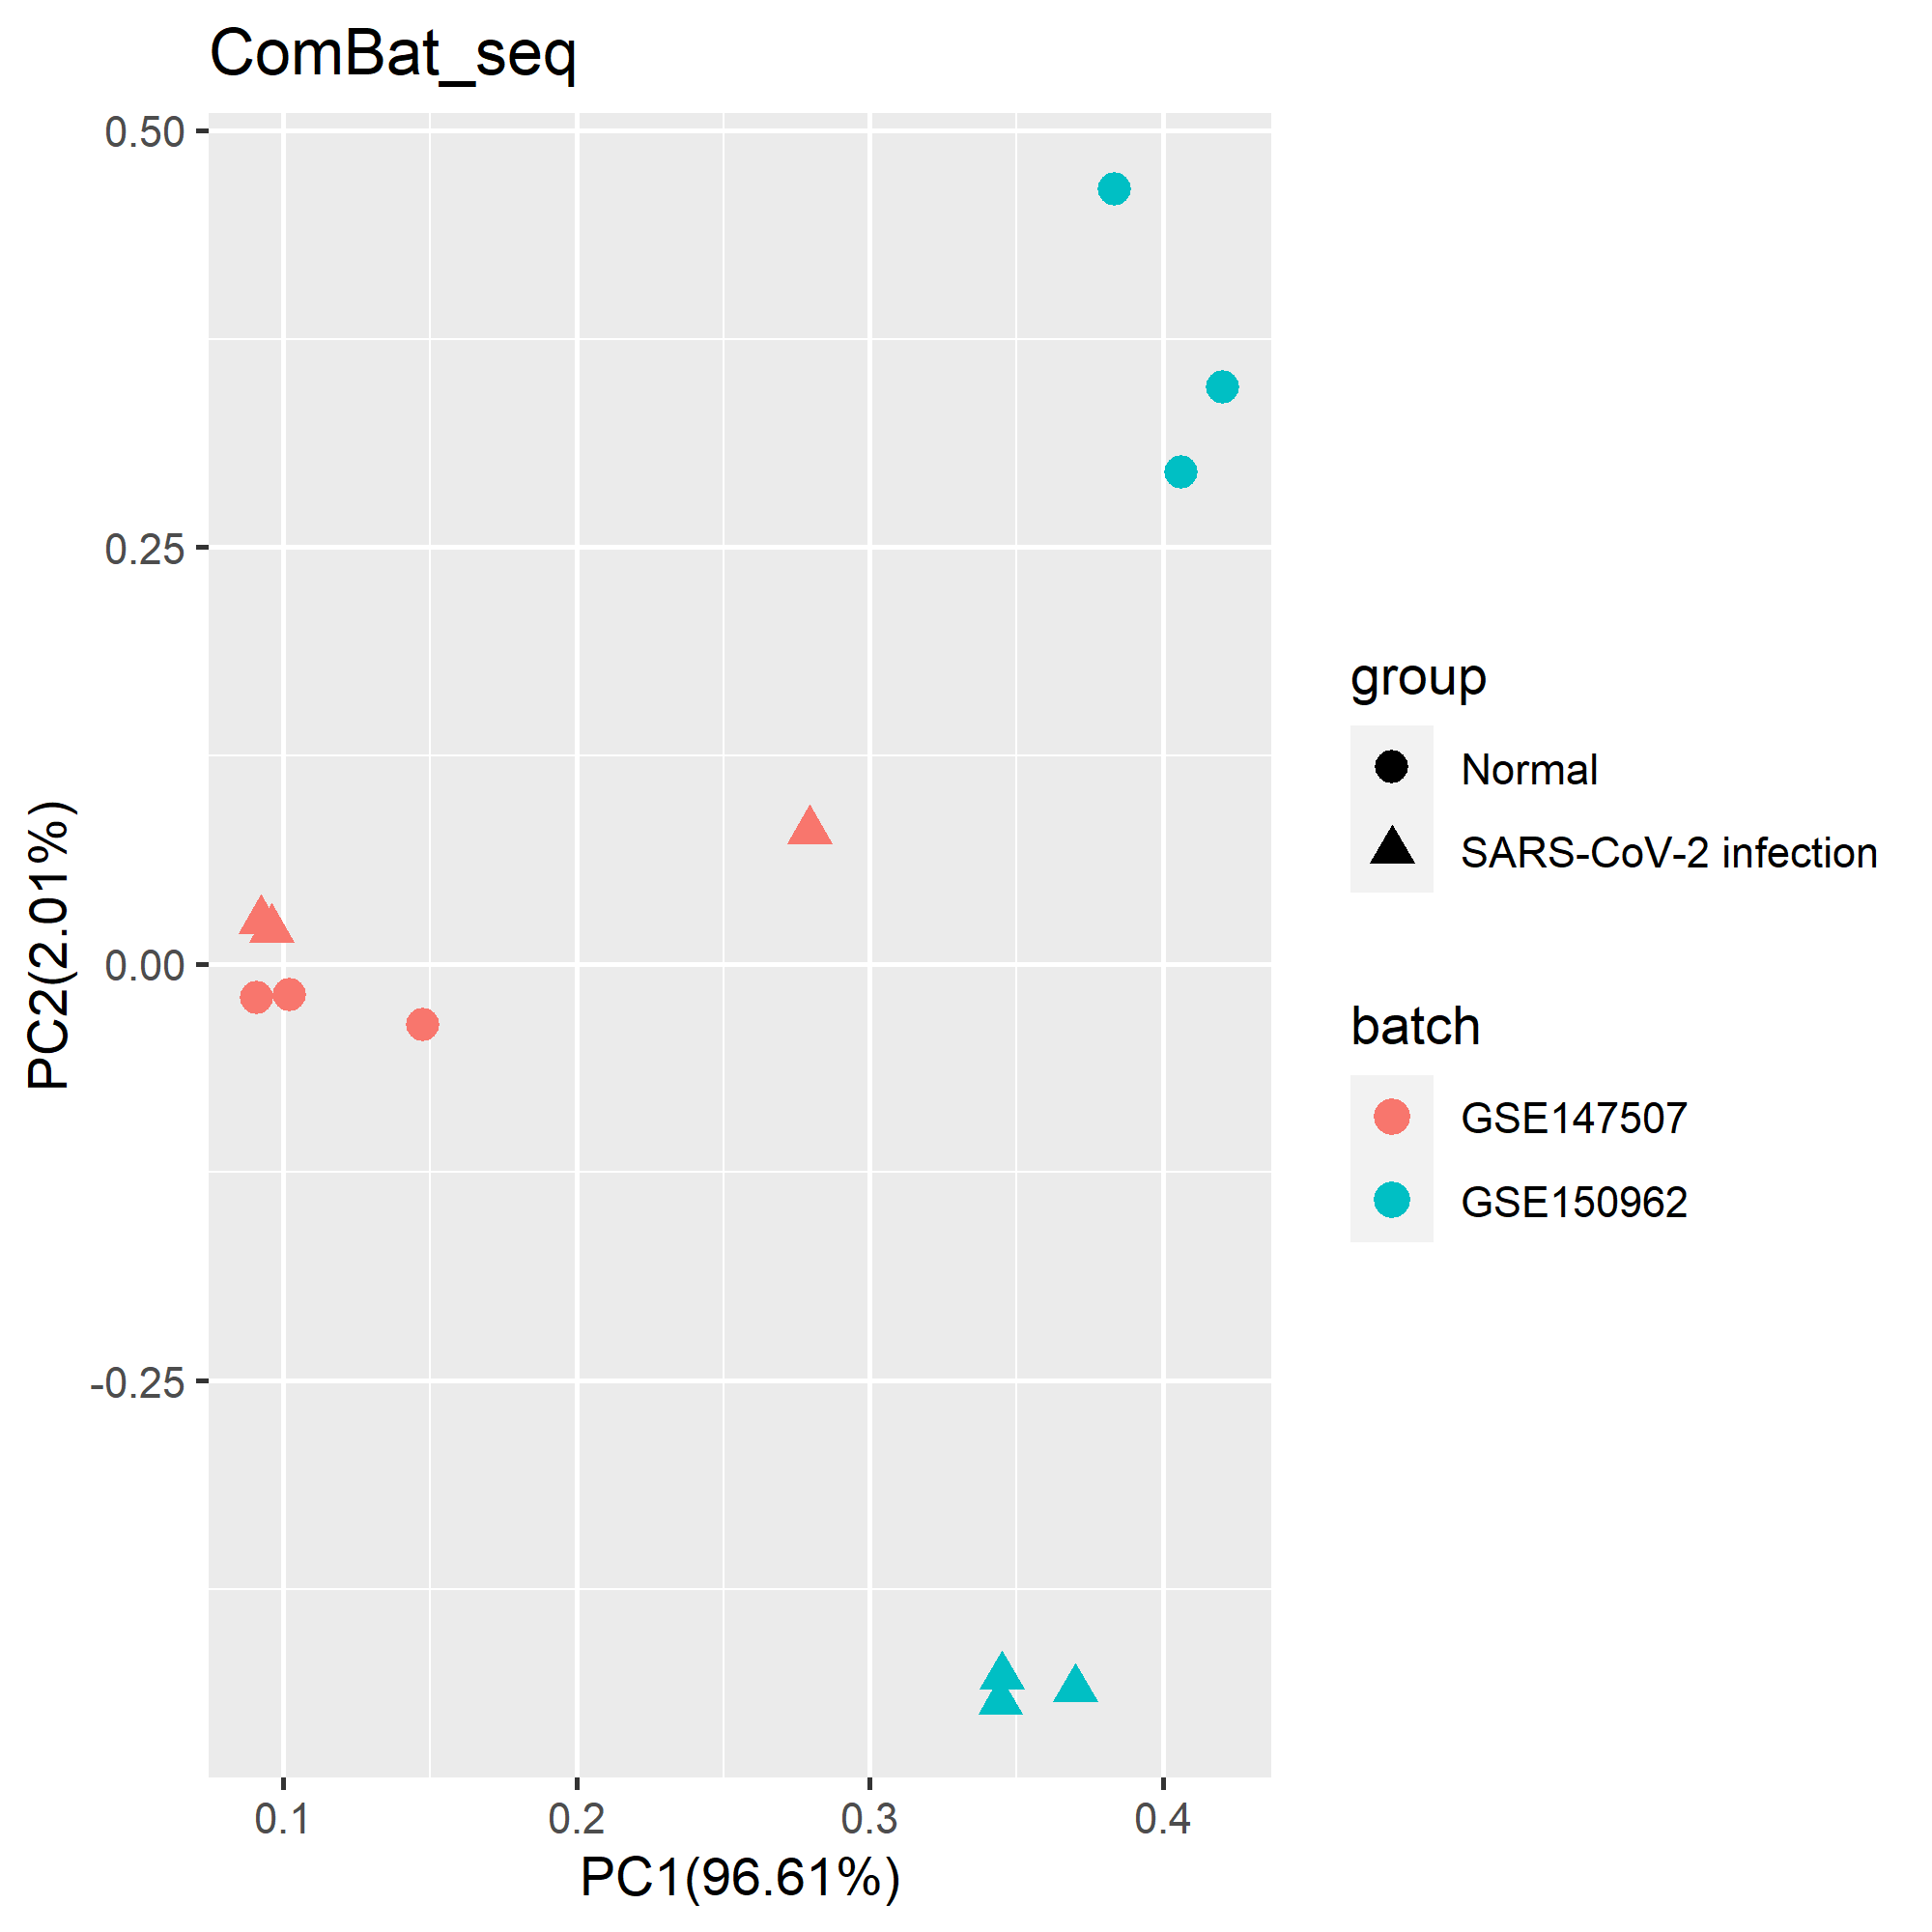 ComBat_seq
0.50
0.25
0.00
-0.25
PC2(2.01%)
0.1 0.2 0.3 0.4
PC1(96.61%)
group
Normal
SARS-CoV-2 infection
batch
GSE147507
GSE150962